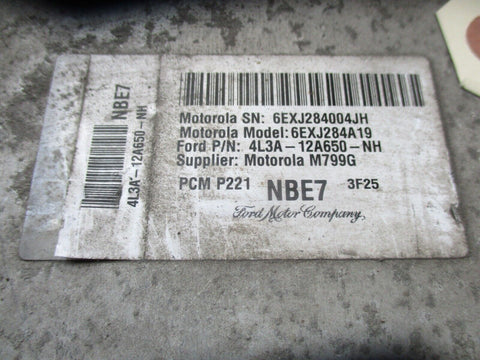 NBE7
4L3A-12A650-NH
Motorola SN: 6EXJ284004JH
Motorola Model:6EXJ284A19
Ford P/N: 4L3A-12A650-NH
Supplier: Motorola M799G
PCM P221 NBE7 3F25
Ford Motor Company,